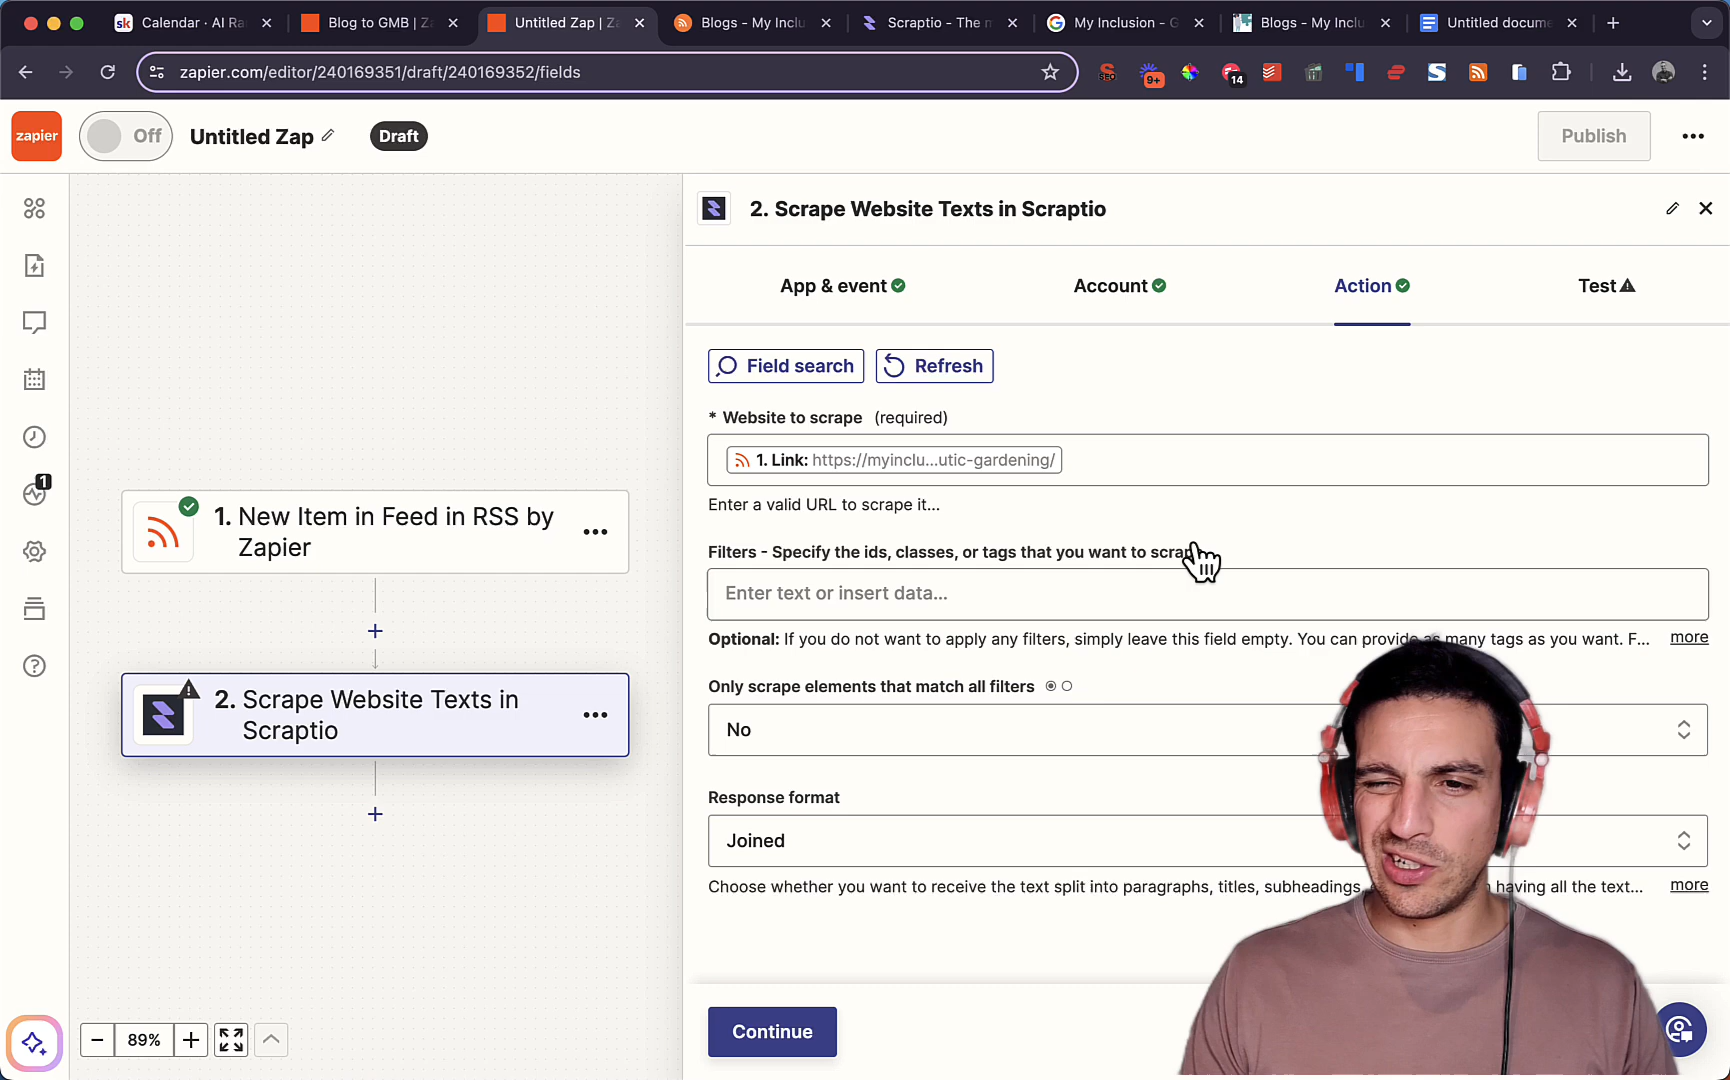 Calendar · AI Ra
Blog to GMB | Z
Untitled Zap | Z
Blogs - My Inclu
Scraptio - The m
My Inclusion - G
Blogs - My Inclu
Untitled docume
zapier.com/editor/240169351/draft/240169352/fields
SEO
9+
14
zapier
Off
Untitled Zap
Draft
Publish
2. Scrape Website Texts in Scraptio
App & event
Account
Action
Test
Field search
Refresh
* Website to scrape (required)
1. Link: https://myinclu...utic-gardening/
Enter a valid URL to scrape it...
Filters - Specify the ids, classes, or tags that you want to scrap
Enter text or insert data...
Optional: If you do not want to apply any filters, simply leave this field empty. You can provide as many tags as you want. F...
more
Only scrape elements that match all filters
No
Response format
Joined
Choose whether you want to receive the text split into paragraphs, titles, subheadings, having all the text...
more
Continue
1. New Item in Feed in RSS by
Zapier
2. Scrape Website Texts in
Scraptio
1
89%